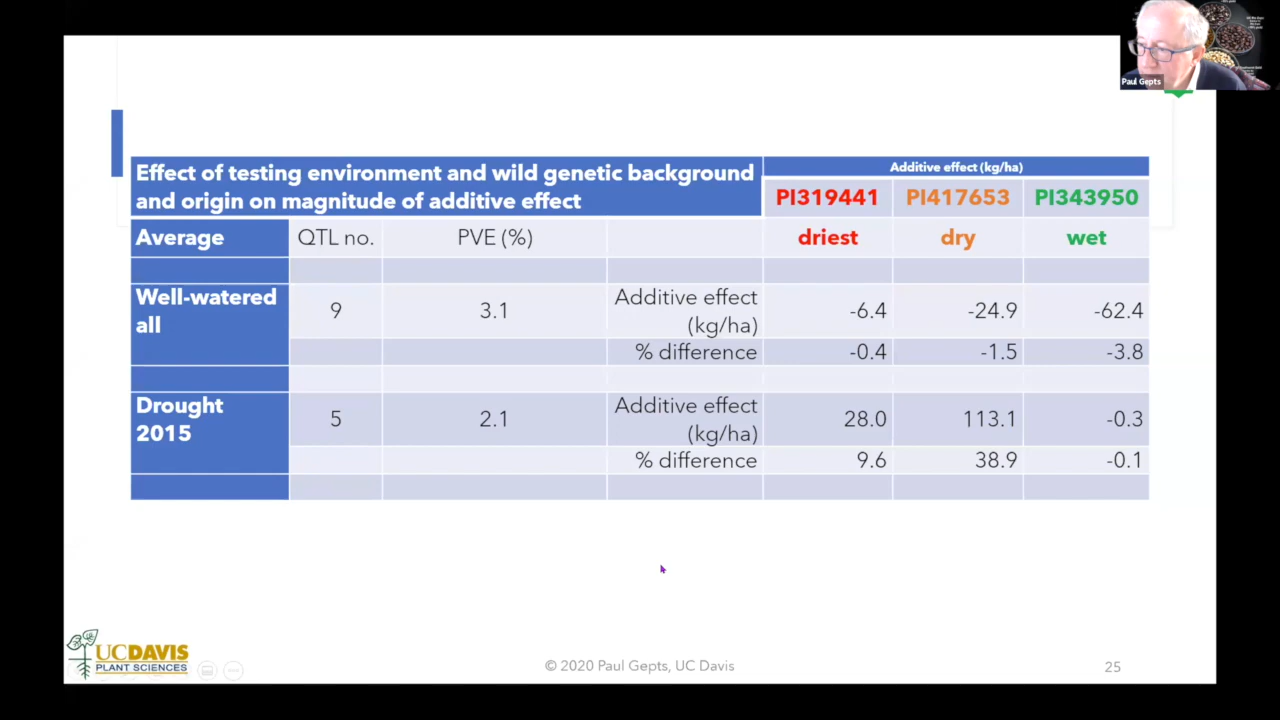 Paul Gepts
Effect of testing environment and wild genetic background
and origin on magnitude of additive effect
Additive effect (kg/ha)
PI319441 PI417653 PI343950
Average QTL no. PVE (%) driest dry wet
Well-watered
all
9 3.1 Additive effect
(kg/ha)
-6.4 -24.9 -62.4
% difference -0.4 -1.5 -3.8
Drought
2015
5 2.1 Additive effect
(kg/ha)
28.0 113.1 -0.3
% difference 9.6 38.9 -0.1
UCDAVIS
PLANT SCIENCES
© 2020 Paul Gepts, UC Davis
25